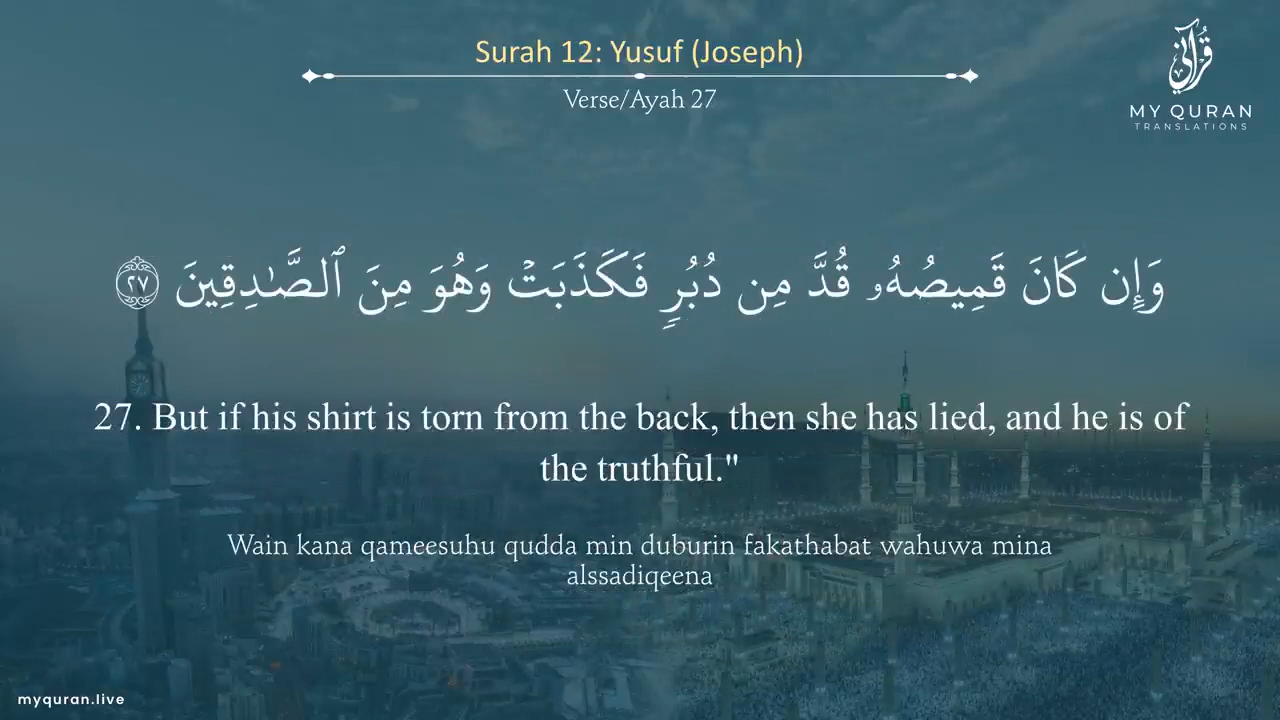 Surah 12: Yusuf (Joseph)
Verse/Ayah 27
قرآني
MY QURAN
TRANSLATIONS
وَإِن كَانَ قَمِيصُهُۥ قُدَّ مِن دُبُرٍۢ فَكَذَبَتْ وَهُوَ مِنَ ٱلصَّـٰدِقِينَ ٢٧
27. But if his shirt is torn from the back, then she has lied, and he is of
the truthful."
Wain kana qameesuhu qudda min duburin fakathabat wahuwa mina
alssadiqeena
myquran.live